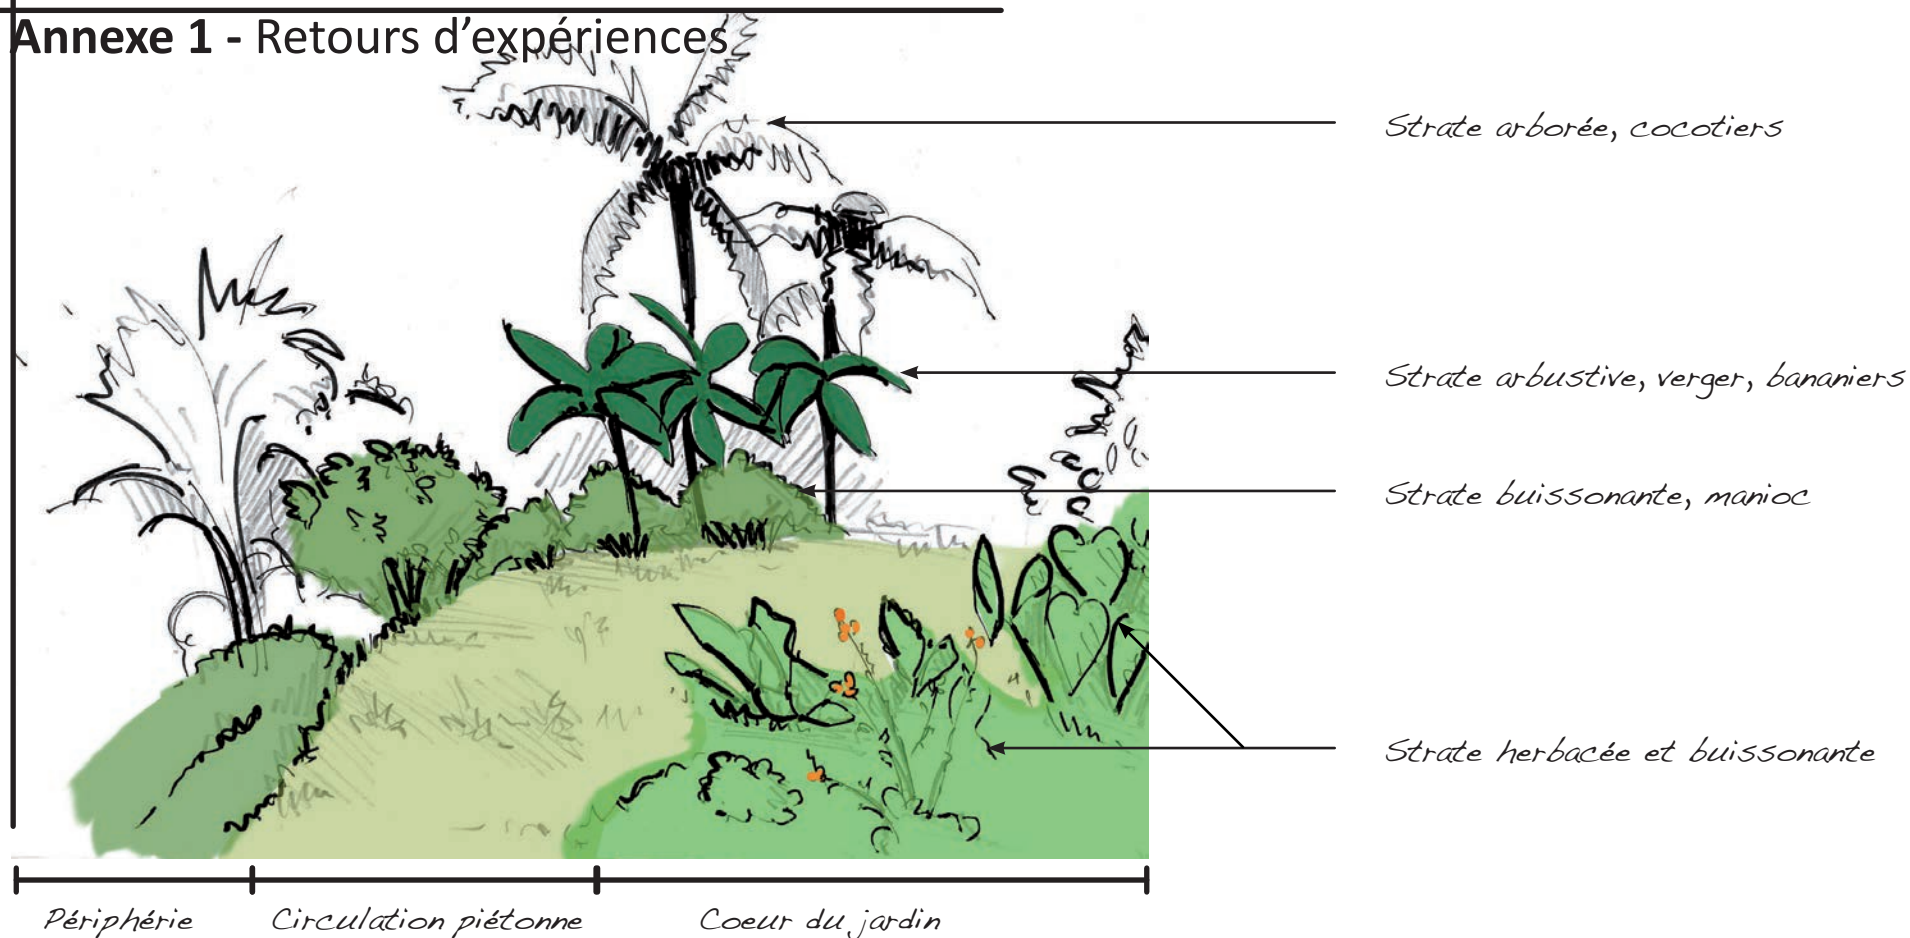 Annexe 1 - Retours d'expériences
Strate arborée, cocotiers
Strate arbustive, verger, bananiers
Strate buissonante, manioc
Strate herbacée et buissonante
Périphérie
Circulation piétonne
Coeur du jardin